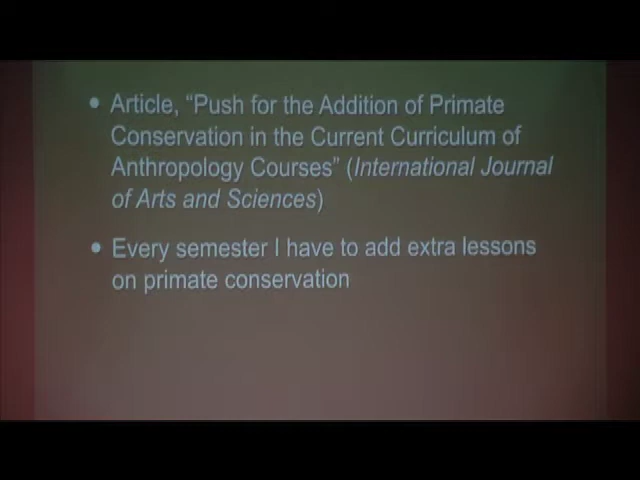 • Article, “Push for the Addition of Primate
Conservation in the Current Curriculum of
Anthropology Courses” (International Journal
of Arts and Sciences)
• Every semester I have to add extra lessons
on primate conservation